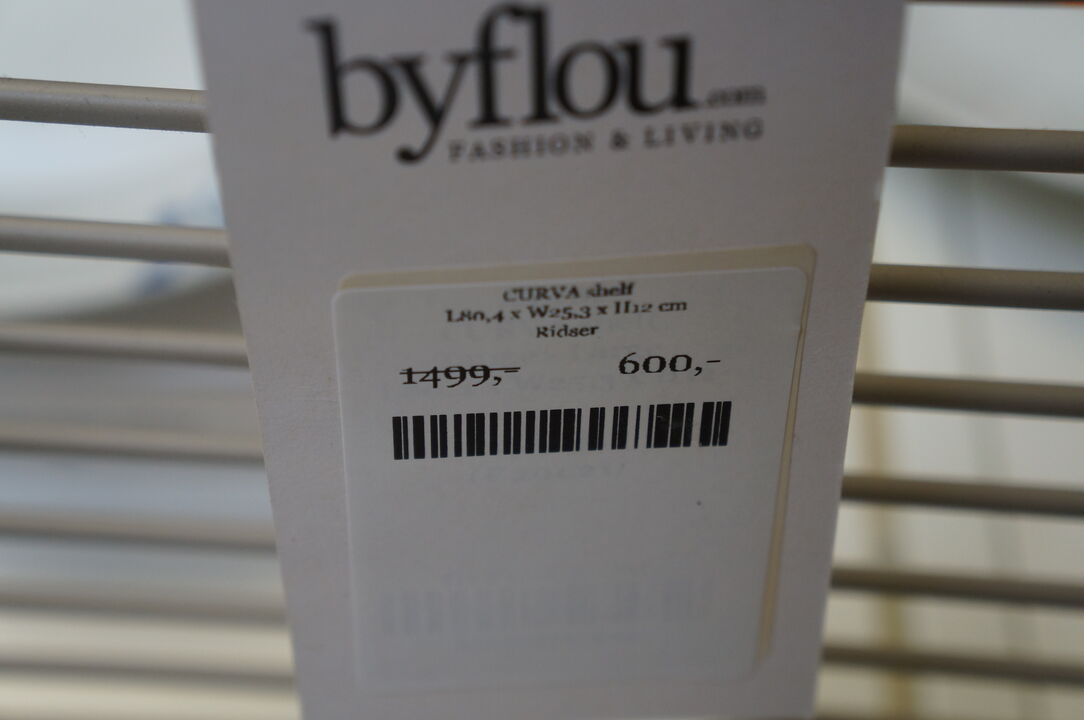 byflou.com
FASHION & LIVING
CURVA shelf
L80,4 x W25,3 x H12 cm
Ridser
1499,- 600,-